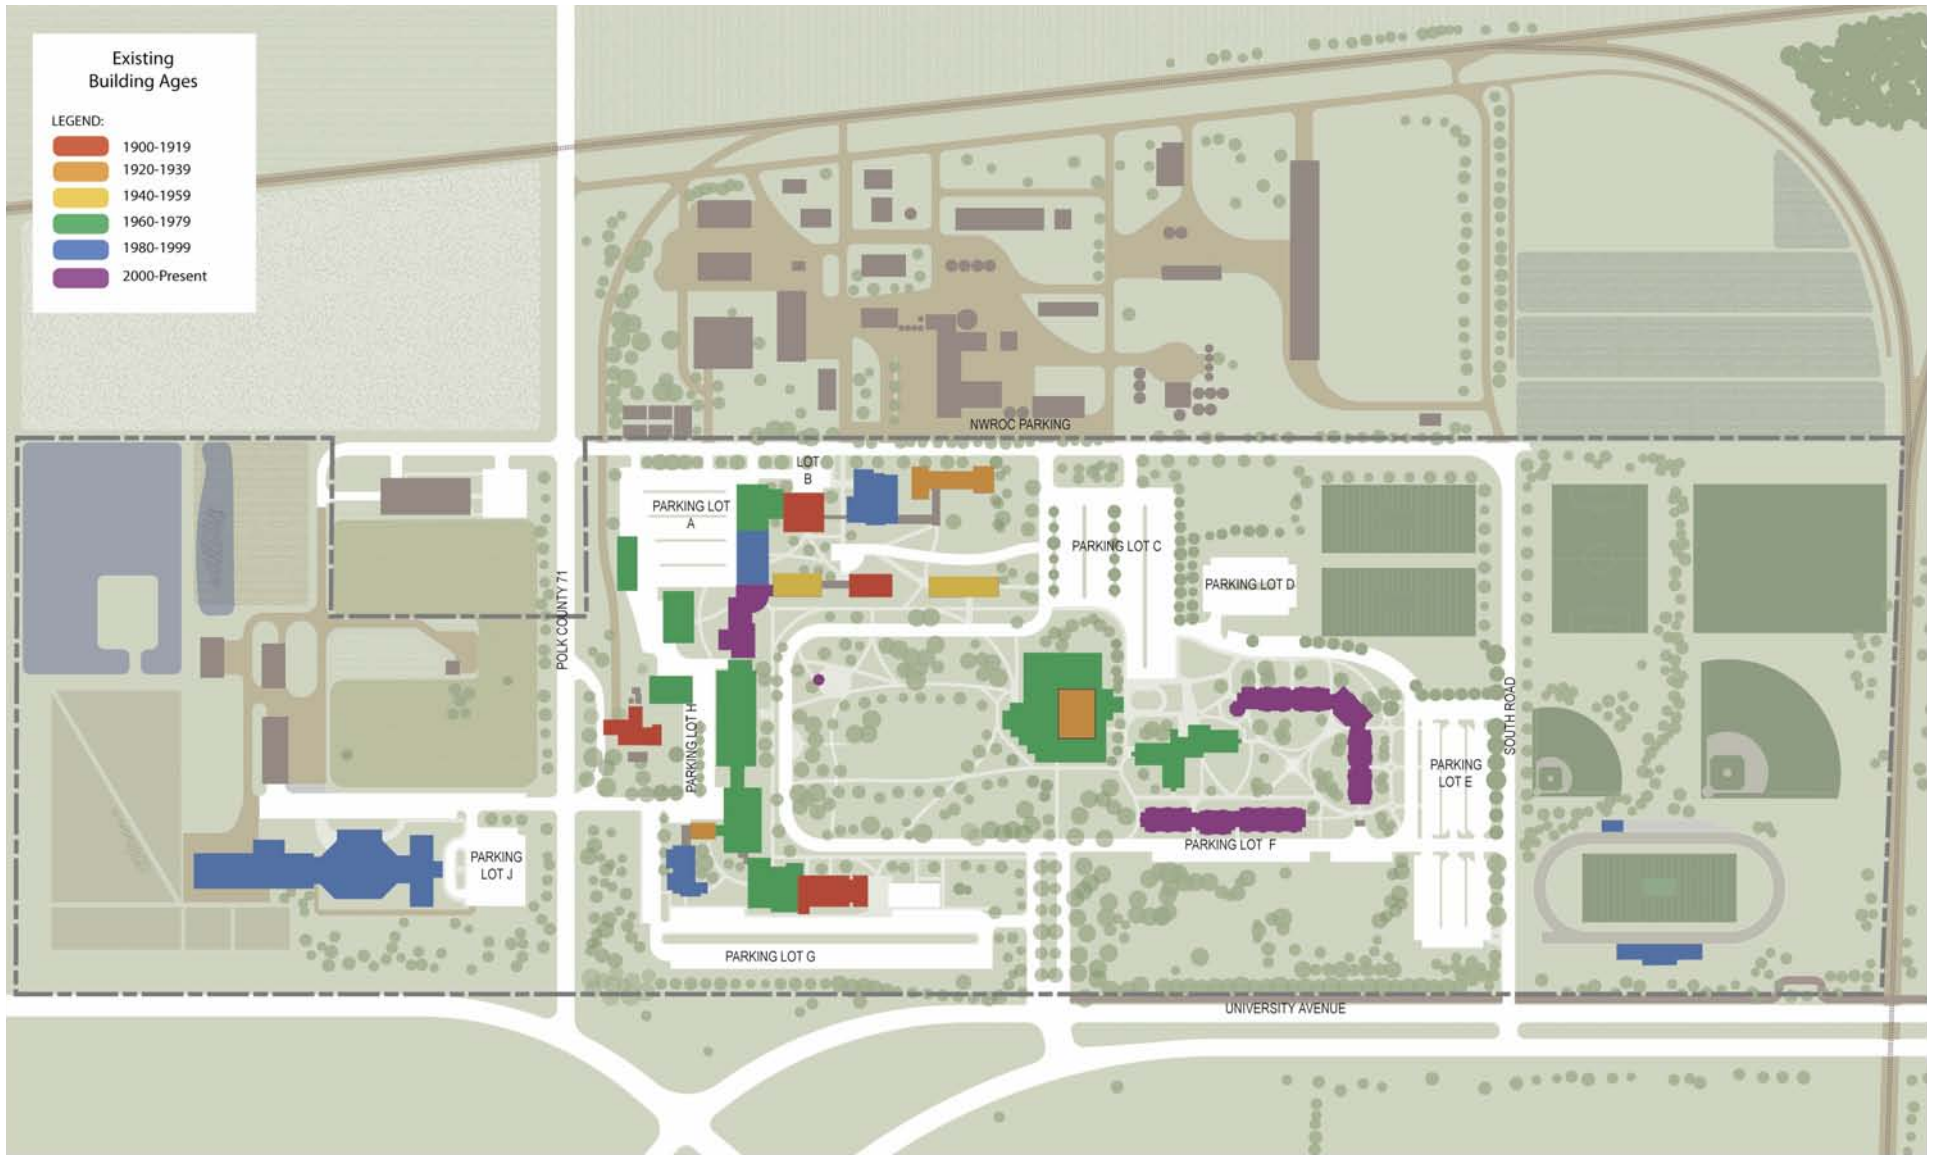 Existing
Building Ages
LEGEND:
1900-1919
1920-1939
1940-1959
1960-1979
1980-1999
2000-Present
NWROC PARKING
LOT
B
PARKING LOT
A
PARKING LOT C
PARKING LOT D
POLK COUNTY 71
PARKING LOT H
SOUTH ROAD
PARKING
LOT E
PARKING LOT F
PARKING
LOT J
PARKING LOT G
UNIVERSITY AVENUE